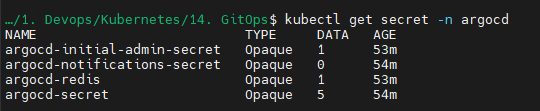 …/1. Devops/Kubernetes/14. GitOps$ kubectl get secret -n argocd
NAME                          TYPE     DATA   AGE
argocd-initial-admin-secret   Opaque   1      53m
argocd-notifications-secret   Opaque   0      54m
argocd-redis                  Opaque   1      53m
argocd-secret                 Opaque   5      54m